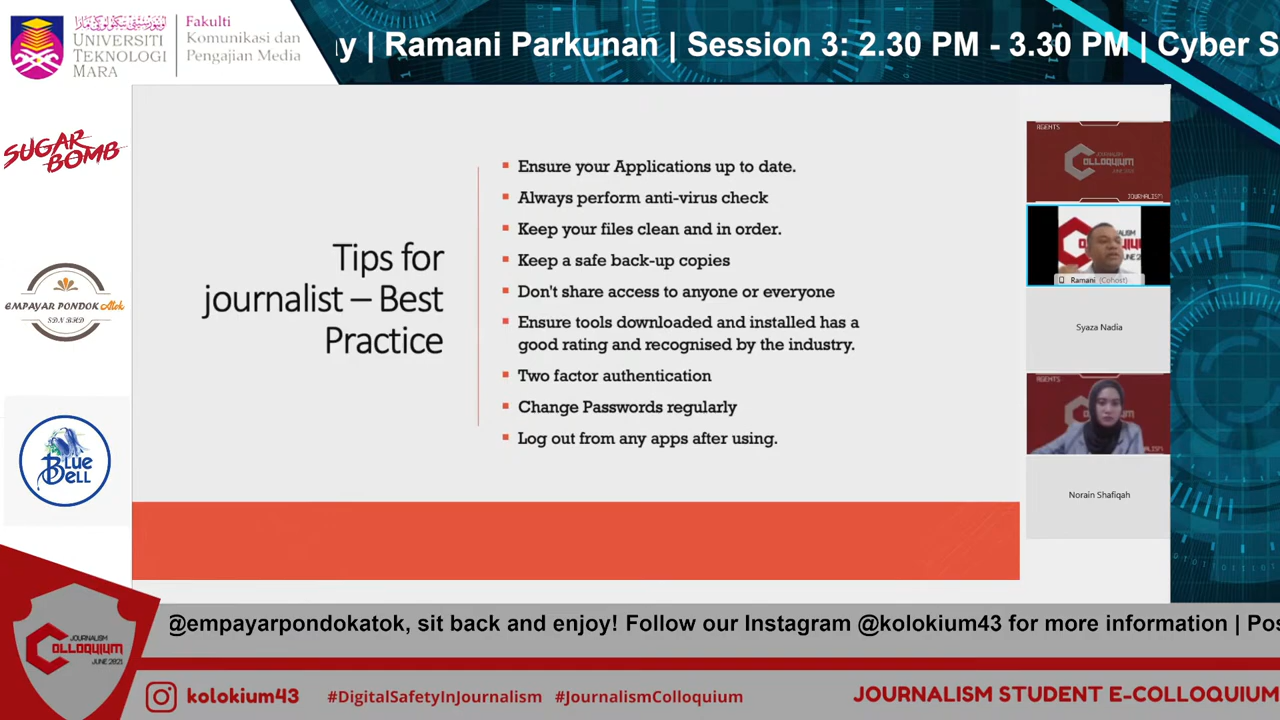 UNIVERSITI
TEKNOLOGI
MARA
Fakulti
Komunikasi dan
Pengajian Media
y | Ramani Parkunan | Session 3: 2.30 PM - 3.30 PM | Cyber S
SUGAR
BOMB
EMPAYAR PONDOK Atok
SDN BHD
Blue
Bell
Tips for
journalist – Best
Practice
Ensure your Applications up to date.
Always perform anti-virus check
Keep your files clean and in order.
Keep a safe back-up copies
Don't share access to anyone or everyone
Ensure tools downloaded and installed has a
good rating and recognised by the industry.
Two factor authentication
Change Passwords regularly
Log out from any apps after using.
AGENTS
COLLOQUIUM
JOURNALISM
Ramani (Cohost)
Syaza Nadia
AGENTS
Norain Shafiqah
@empayarpondokatok, sit back and enjoy! Follow our Instagram @kolokium43 for more information | Pos
JOURNALISM
COLLOQUIUM
JUNE 2021
kolokium43
#DigitalSafetyInJournalism #JournalismColloquium
JOURNALISM STUDENT E-COLLOQUIUM